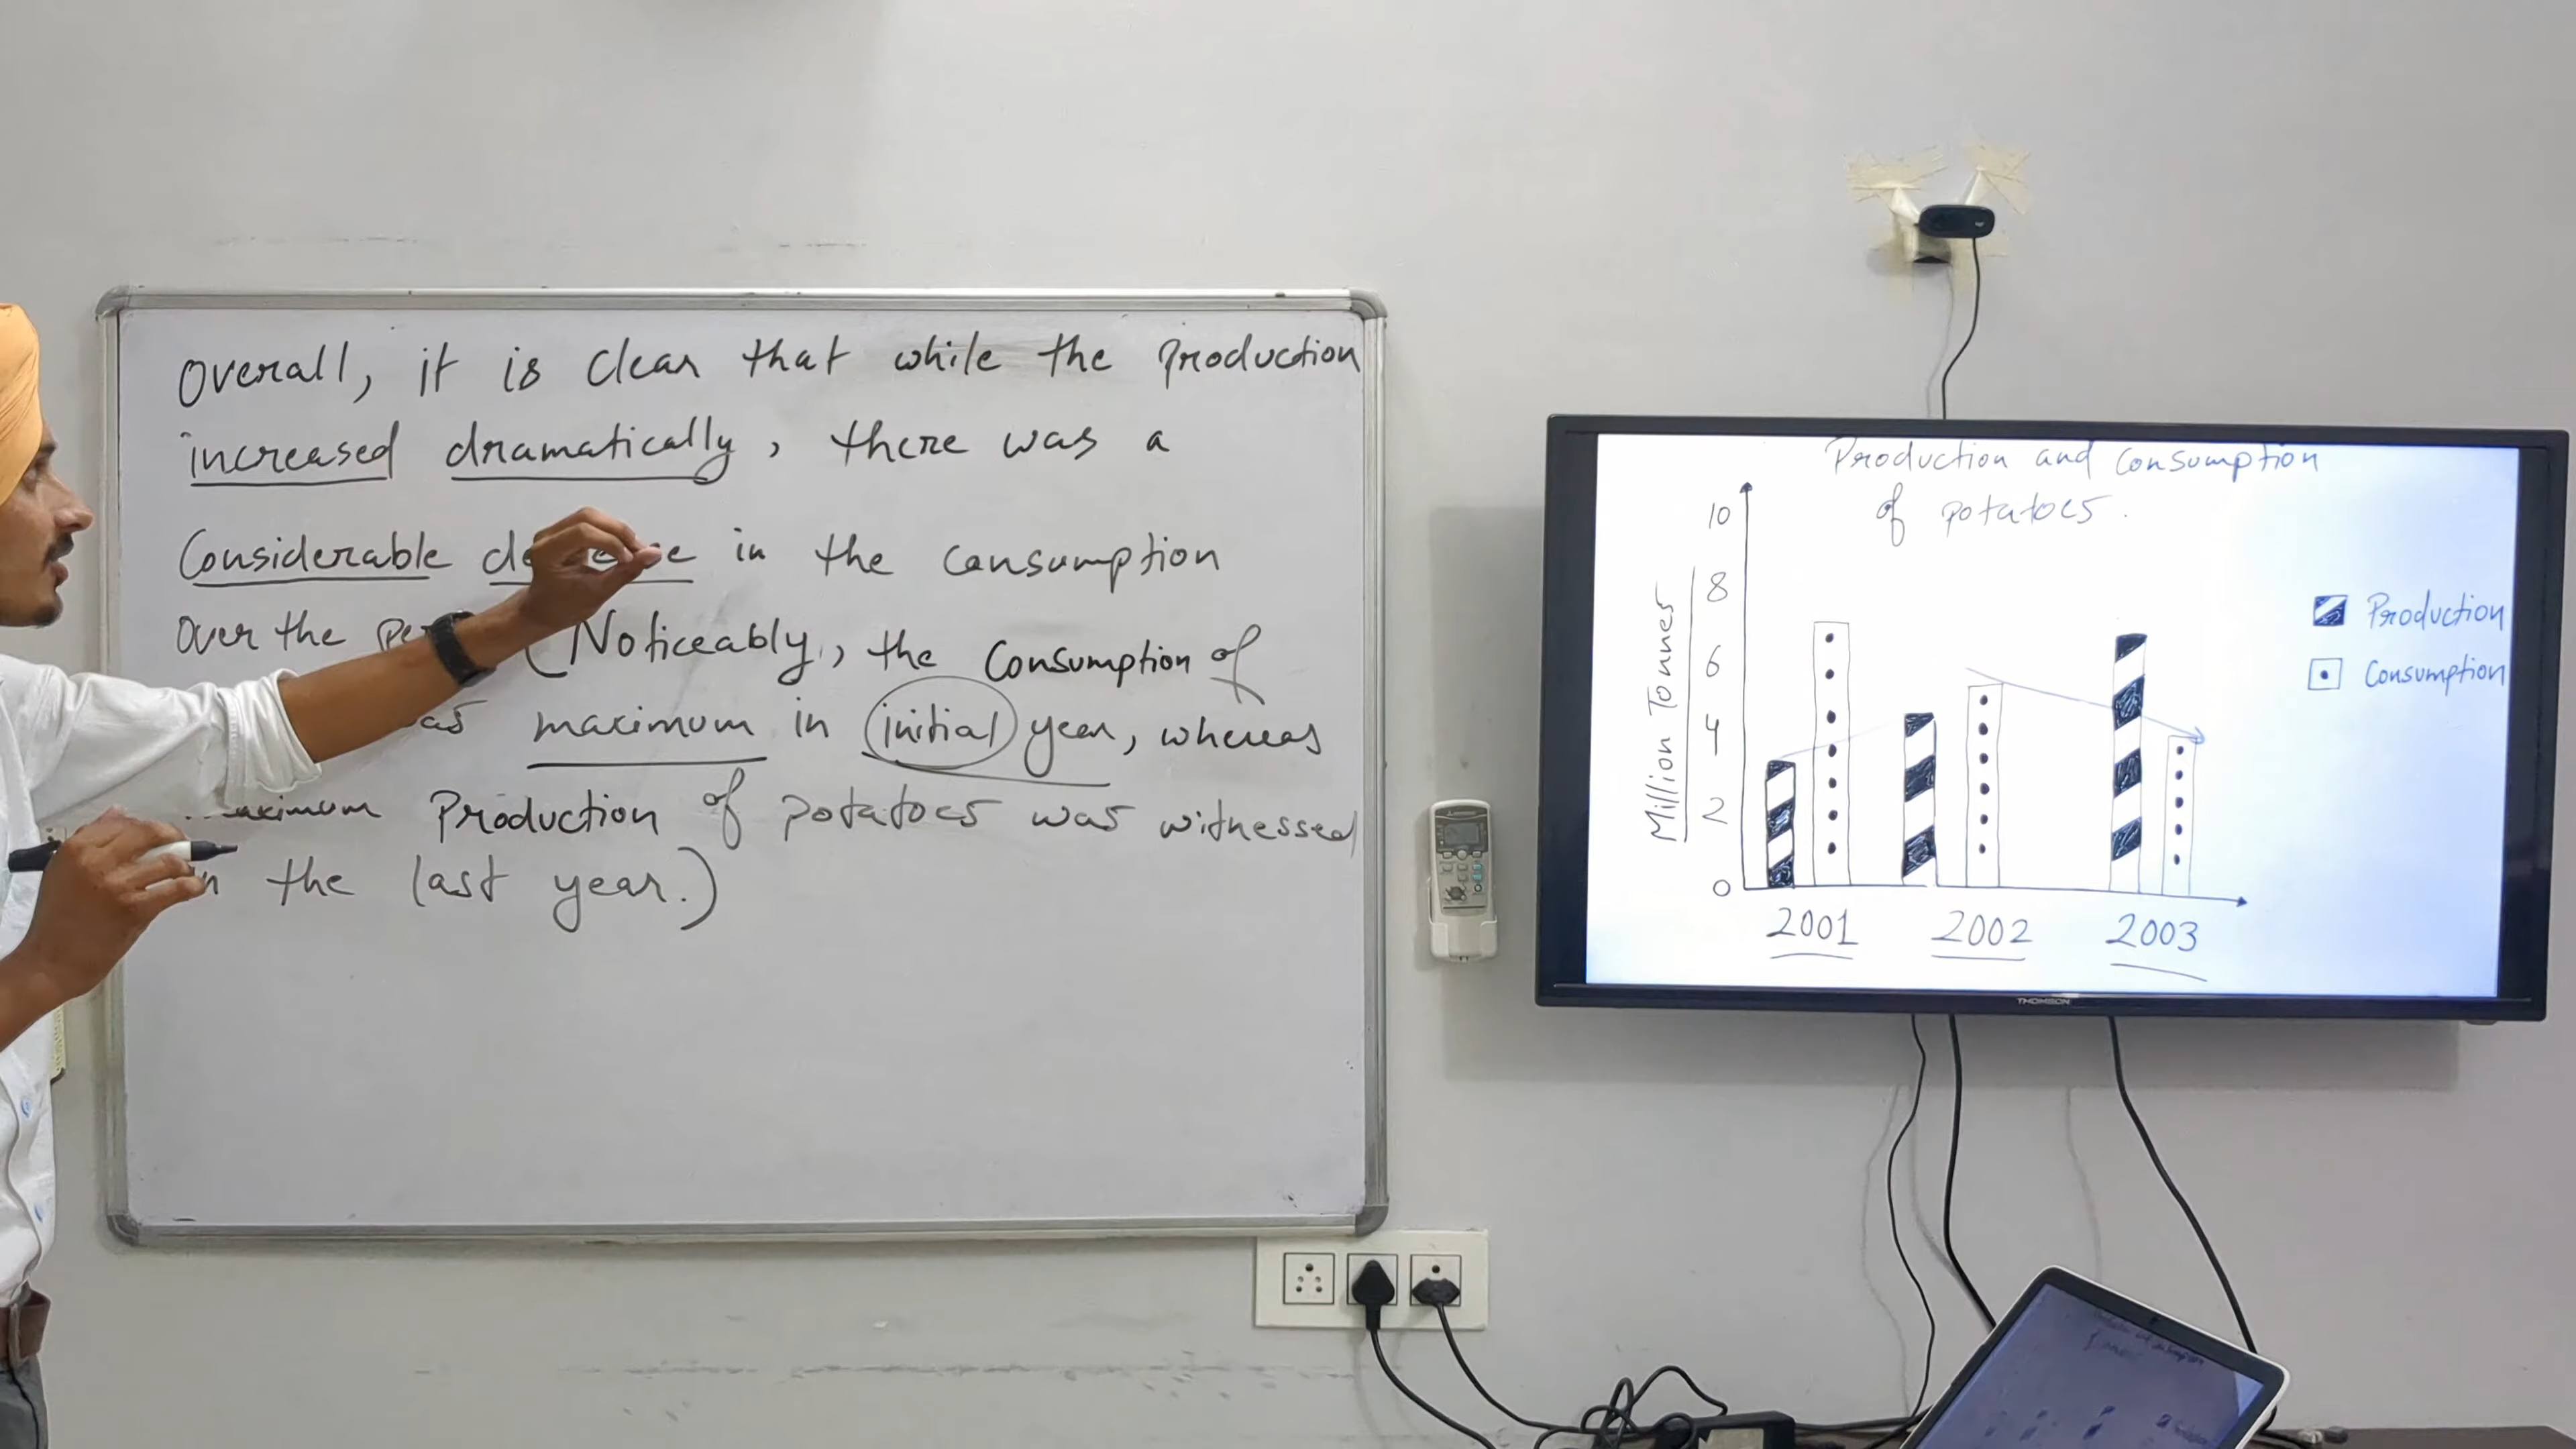 Overall, it is clear that while the production
increased dramatically, there was a
Considerable in the consumption
Over the (Noticeably, the Consumption of
maximum in initial year, whereas
Production of potatoes was witnessed
the last year.)
Production and Consumption
of potatoes.
10
8
6
4
2
0
Million Tonnes
2001 2002 2003
Production
Consumption
THOMSON